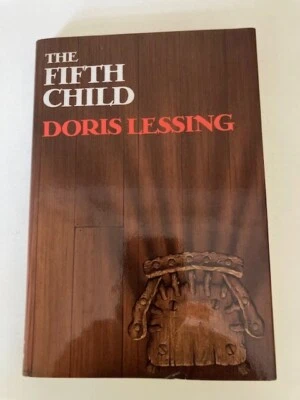 THE
FIFTH
CHILD
DORIS LESSING